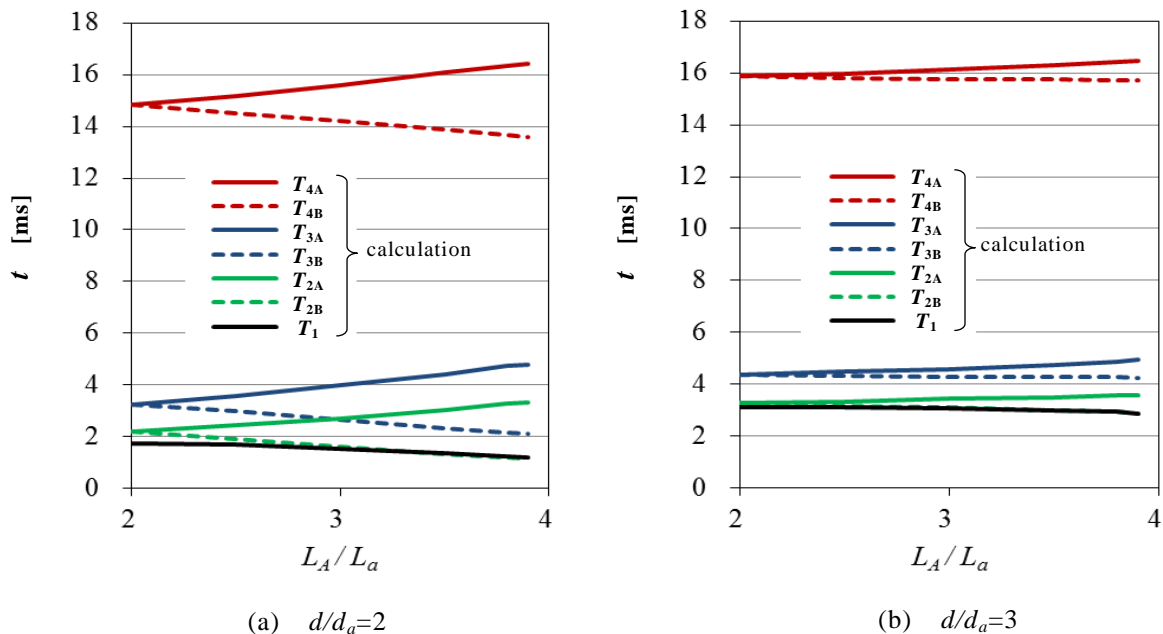 18
16
14
12
10
8
6
4
2
0
t [ms]
T4A
T4B
T3A
T3B
T2A
T2B
T1
calculation
2
3
4
LA / La
(a) d/da=2
18
16
14
12
10
8
6
4
2
0
t [ms]
T4A
T4B
T3A
T3B
T2A
T2B
T1
calculation
2
3
4
LA / La
(b) d/da=3